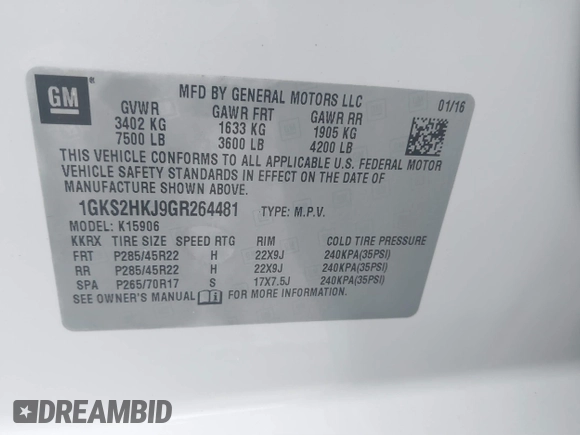 GM
MFD BY GENERAL MOTORS LLC
01/16
GVWR GAWR FRT GAWR RR
3402 KG 1633 KG 1905 KG
7500 LB 3600 LB 4200 LB
THIS VEHICLE CONFORMS TO ALL APPLICABLE U.S. FEDERAL MOTOR
VEHICLE SAFETY STANDARDS IN EFFECT ON THE DATE OF
MANUFACTURE SHOWN ABOVE.
1GKS2HKJ9GR264481 TYPE: M.P.V.
MODEL: K15906
KKRX TIRE SIZE SPEED RTG RIM COLD TIRE PRESSURE
FRT P285/45R22 H 22X9J 240KPA(35PSI)
RR P285/45R22 H 22X9J 240KPA(35PSI)
SPA P265/70R17 S 17X7.5J 240KPA(35PSI)
SEE OWNER'S MANUAL FOR MORE INFORMATION.
DREAMBID